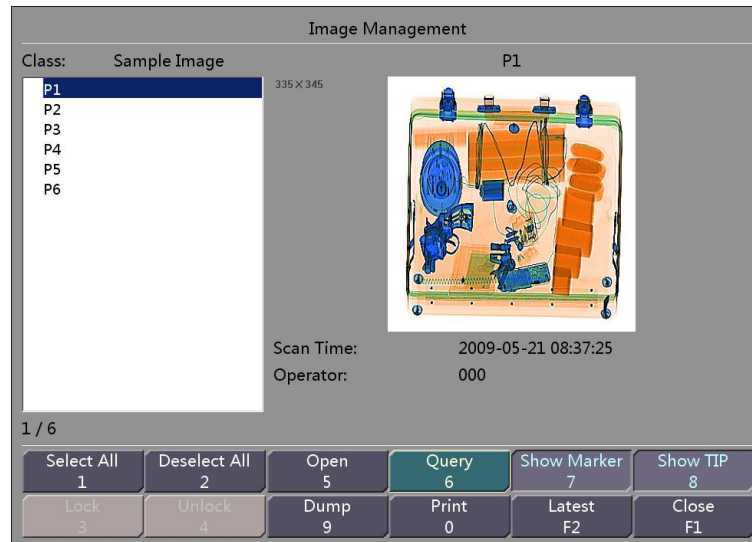 Image Management
Class: Sample Image
P1
P1
P2
P3
P4
P5
P6
335×345
Scan Time: 2009-05-21 08:37:25
Operator: 000
1 / 6
Select All Deselect All Open Query Show Marker Show TIP
1 2 5 6 7 8
Lock Unlock Dump Print Latest Close
3 4 9 0 F2 F1